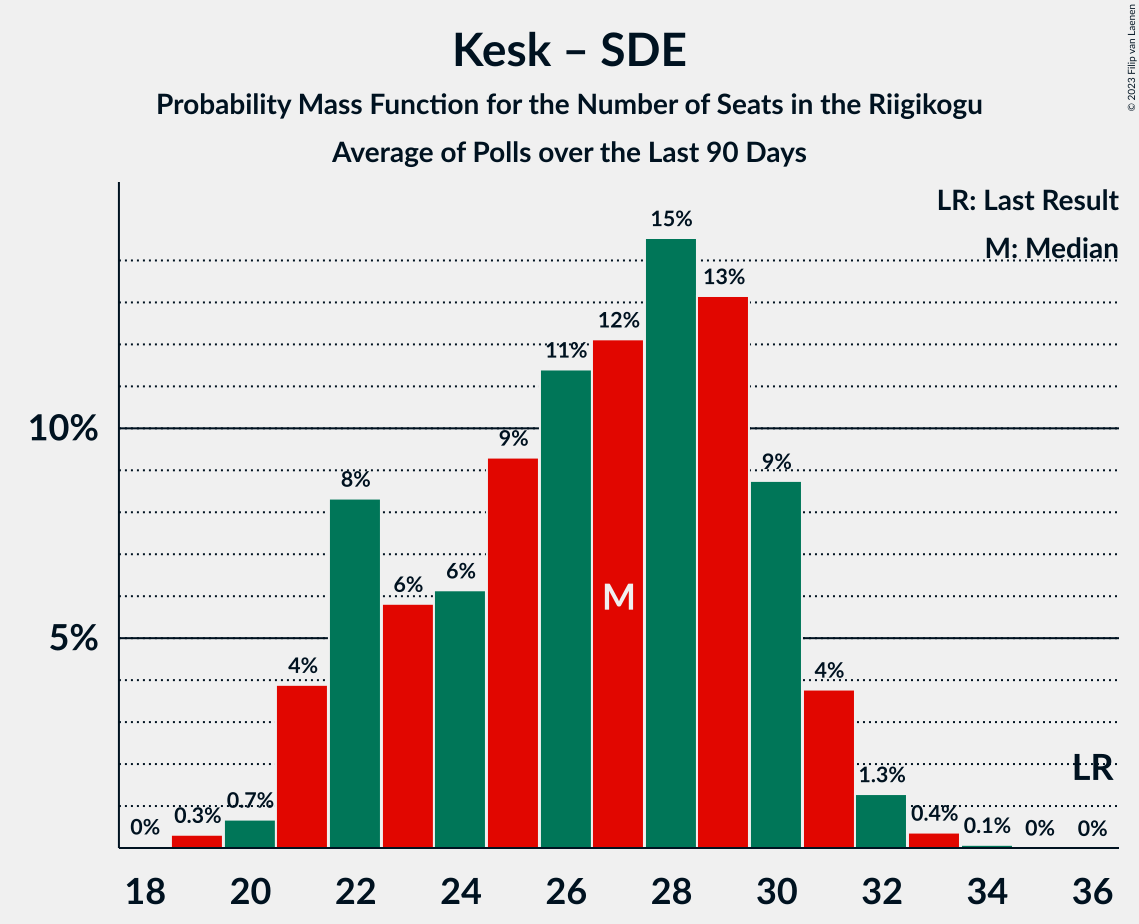 Kesk – SDE
Probability Mass Function for the Number of Seats in the Riigikogu
Average of Polls over the Last 90 Days
© 2023 Filip van Laenen
LR: Last Result
M: Median
10%
5%
0%
0.3%
0.7%
4%
8%
6%
6%
9%
11%
12%
15%
13%
9%
4%
1.3%
0.4%
0.1%
0%
0%
M
LR
18 20 22 24 26 28 30 32 34 36